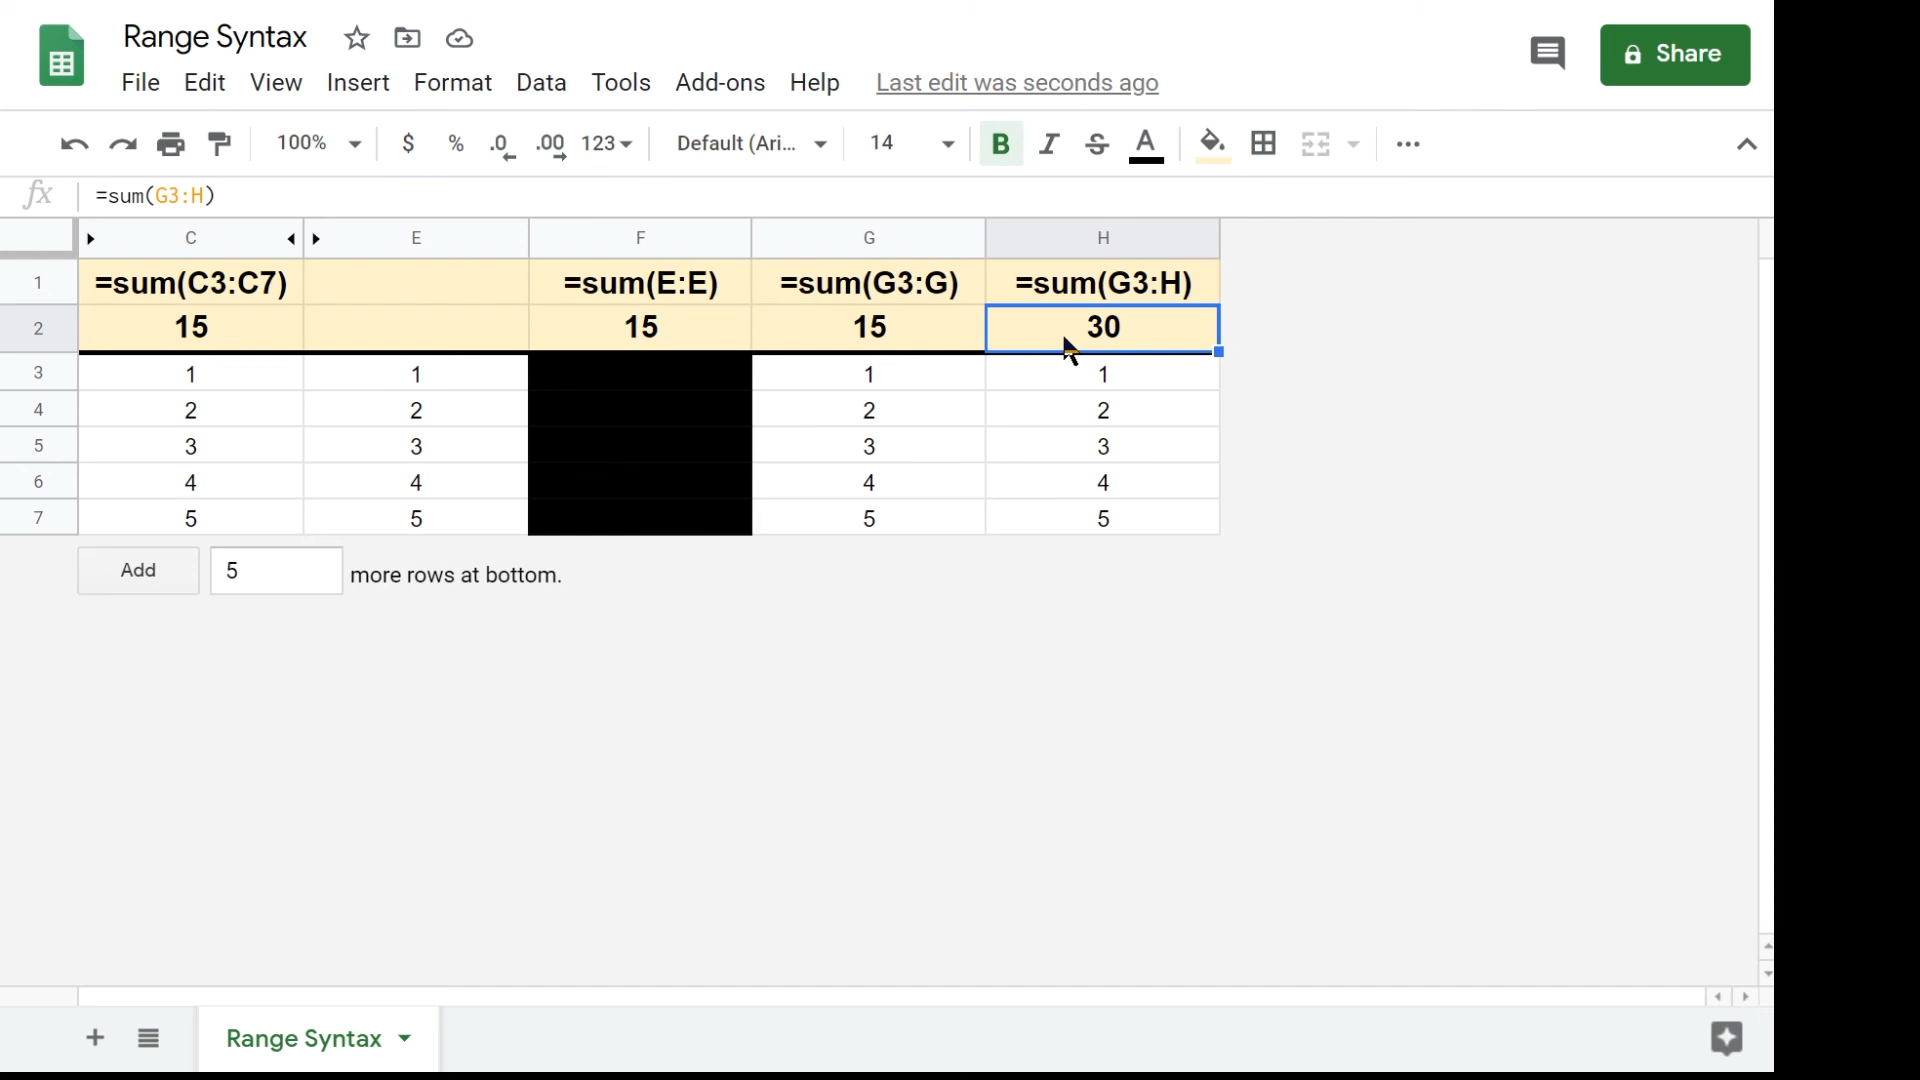 Range Syntax
File Edit View Insert Format Data Tools Add-ons Help Last edit was seconds ago
Share
100% $ % .0 .00 123 Default (Ari... 14 B I S A
fx =sum(G3:H)
C E F G H
1 =sum(C3:C7) =sum(E:E) =sum(G3:G) =sum(G3:H)
2 15 15 15 30
3 1 1 1 1
4 2 2 2 2
5 3 3 3 3
6 4 4 4 4
7 5 5 5 5
Add 5 more rows at bottom.
Range Syntax